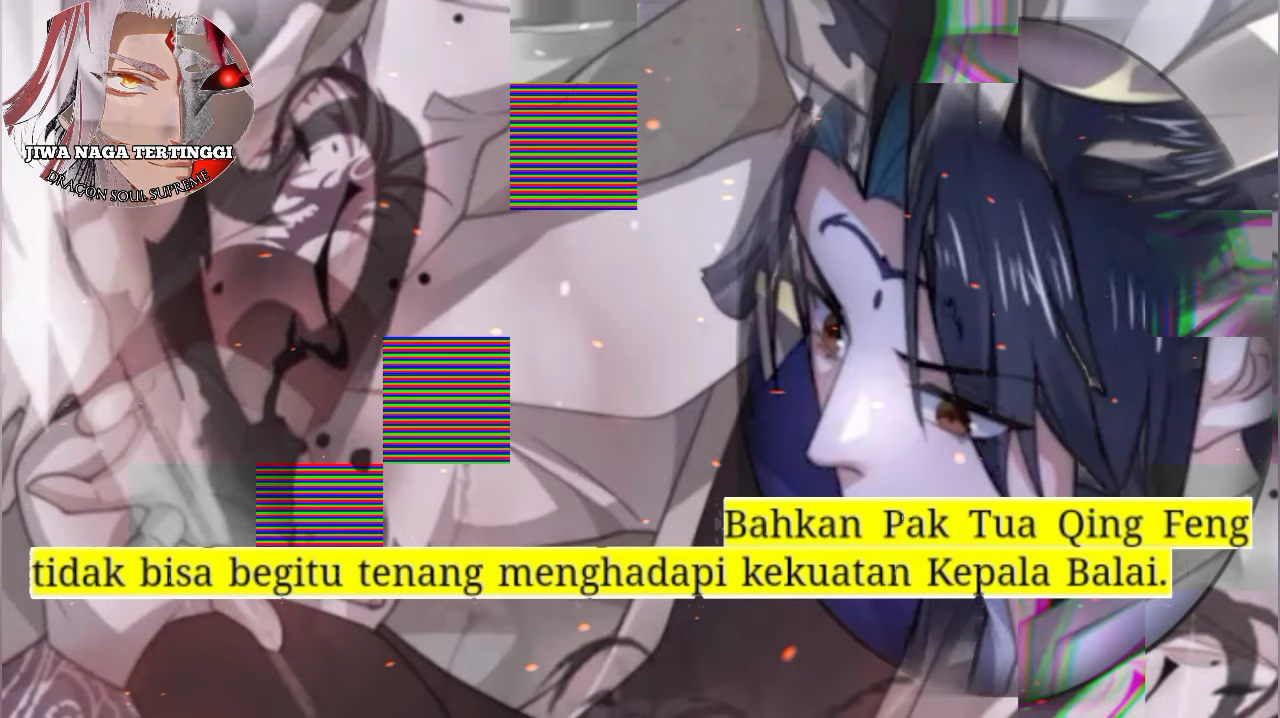 JIWA NAGA TERTINGGI
DRAGON SOUL SUPREME
Bahkan Pak Tua Qing Feng
tidak bisa begitu tenang menghadapi kekuatan Kepala Balai.